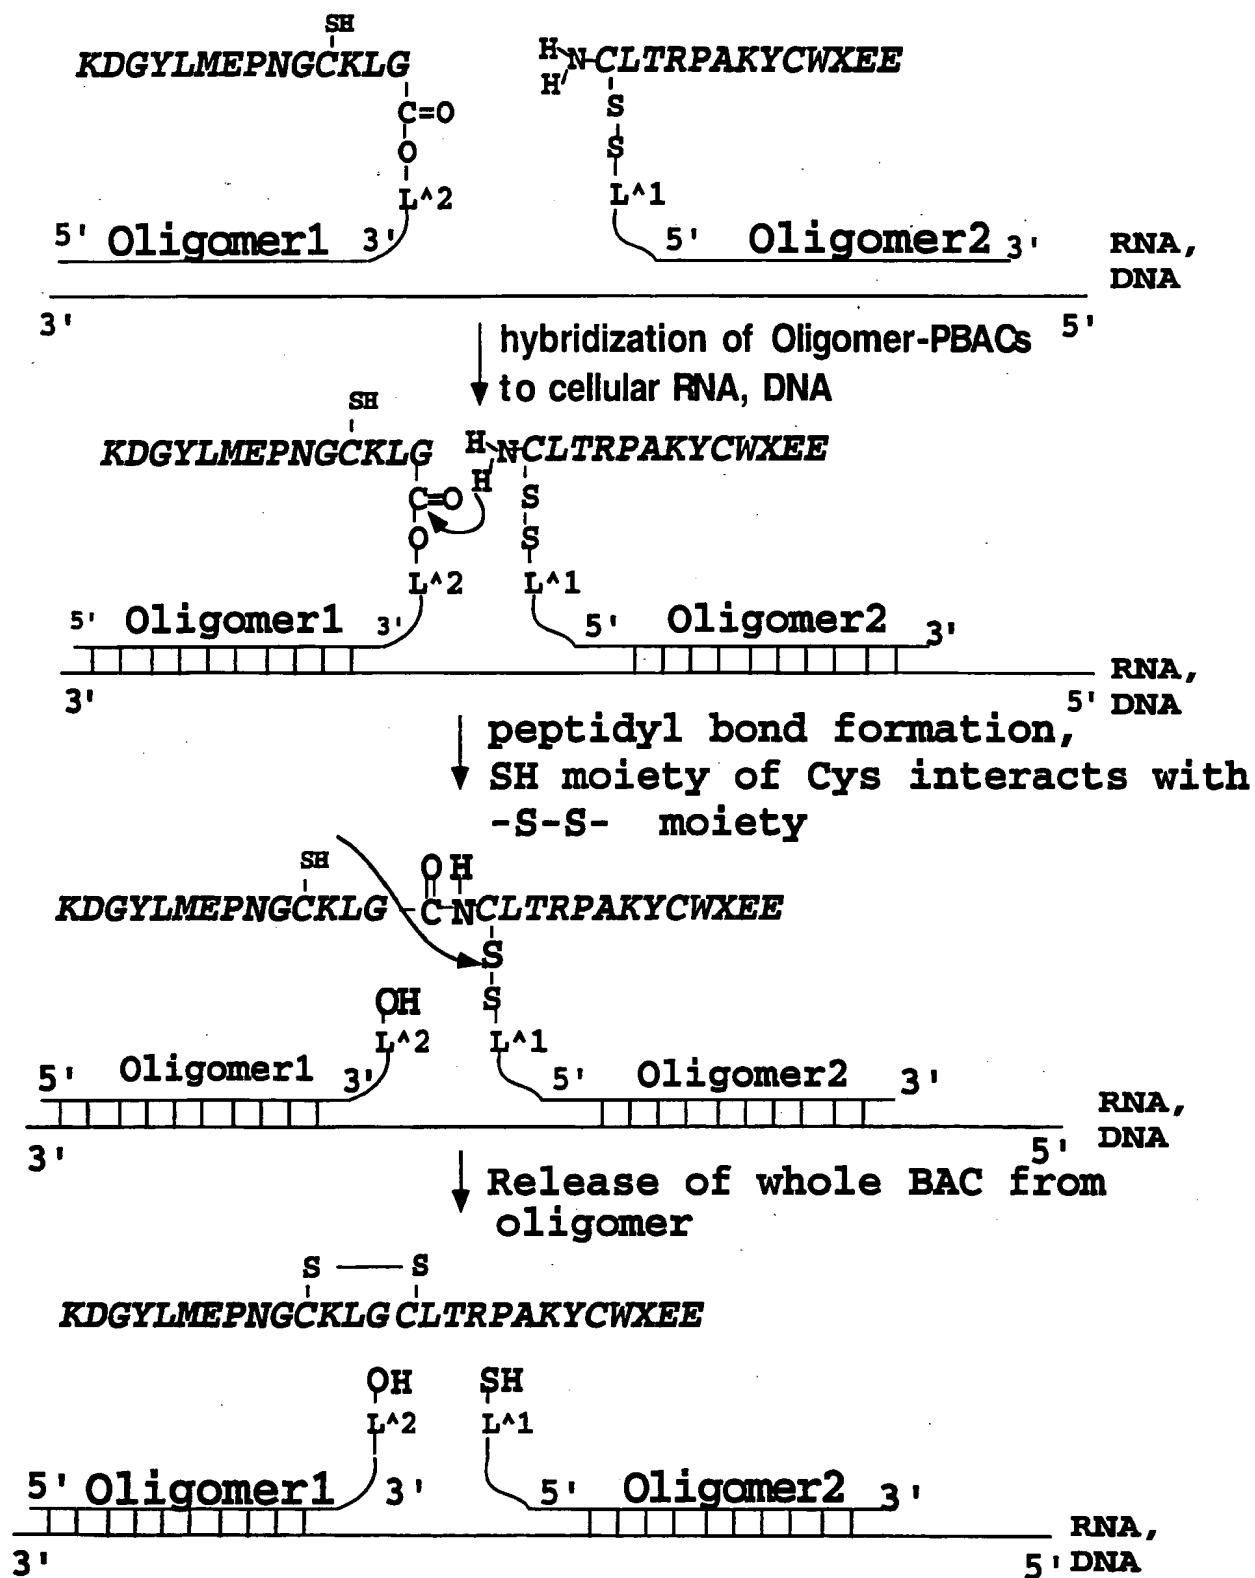 SH
KDGYLMEPNGCKLG
H
N-CLTRPAKYCWXEE
H
C=O
O
L^2
S
S
L^1
5' Oligomer1 3'
5' Oligomer2 3'
RNA,
DNA
3'
5'
hybridization of Oligomer-PBACs
to cellular RNA, DNA
SH
KDGYLMEPNGCKLG
H
N-CLTRPAKYCWXEE
H
C=O
O
L^2
S
S
L^1
5' Oligomer1 3'
5' Oligomer2 3'
RNA,
DNA
3'
5'
peptidyl bond formation,
SH moiety of Cys interacts with
-S-S- moiety
SH
O H
KDGYLMEPNGCKLG -C-NCLTRPAKYCWXEE
S
S
OH
L^2
L^1
5' Oligomer1 3'
5' Oligomer2 3'
RNA,
DNA
3'
5'
Release of whole BAC from
oligomer
S — S
KDGYLMEPNGCKLGCLTRPAKYCWXEE
OH
L^2
SH
L^1
5' Oligomer1 3'
5' Oligomer2 3'
RNA,
DNA
3'
5'